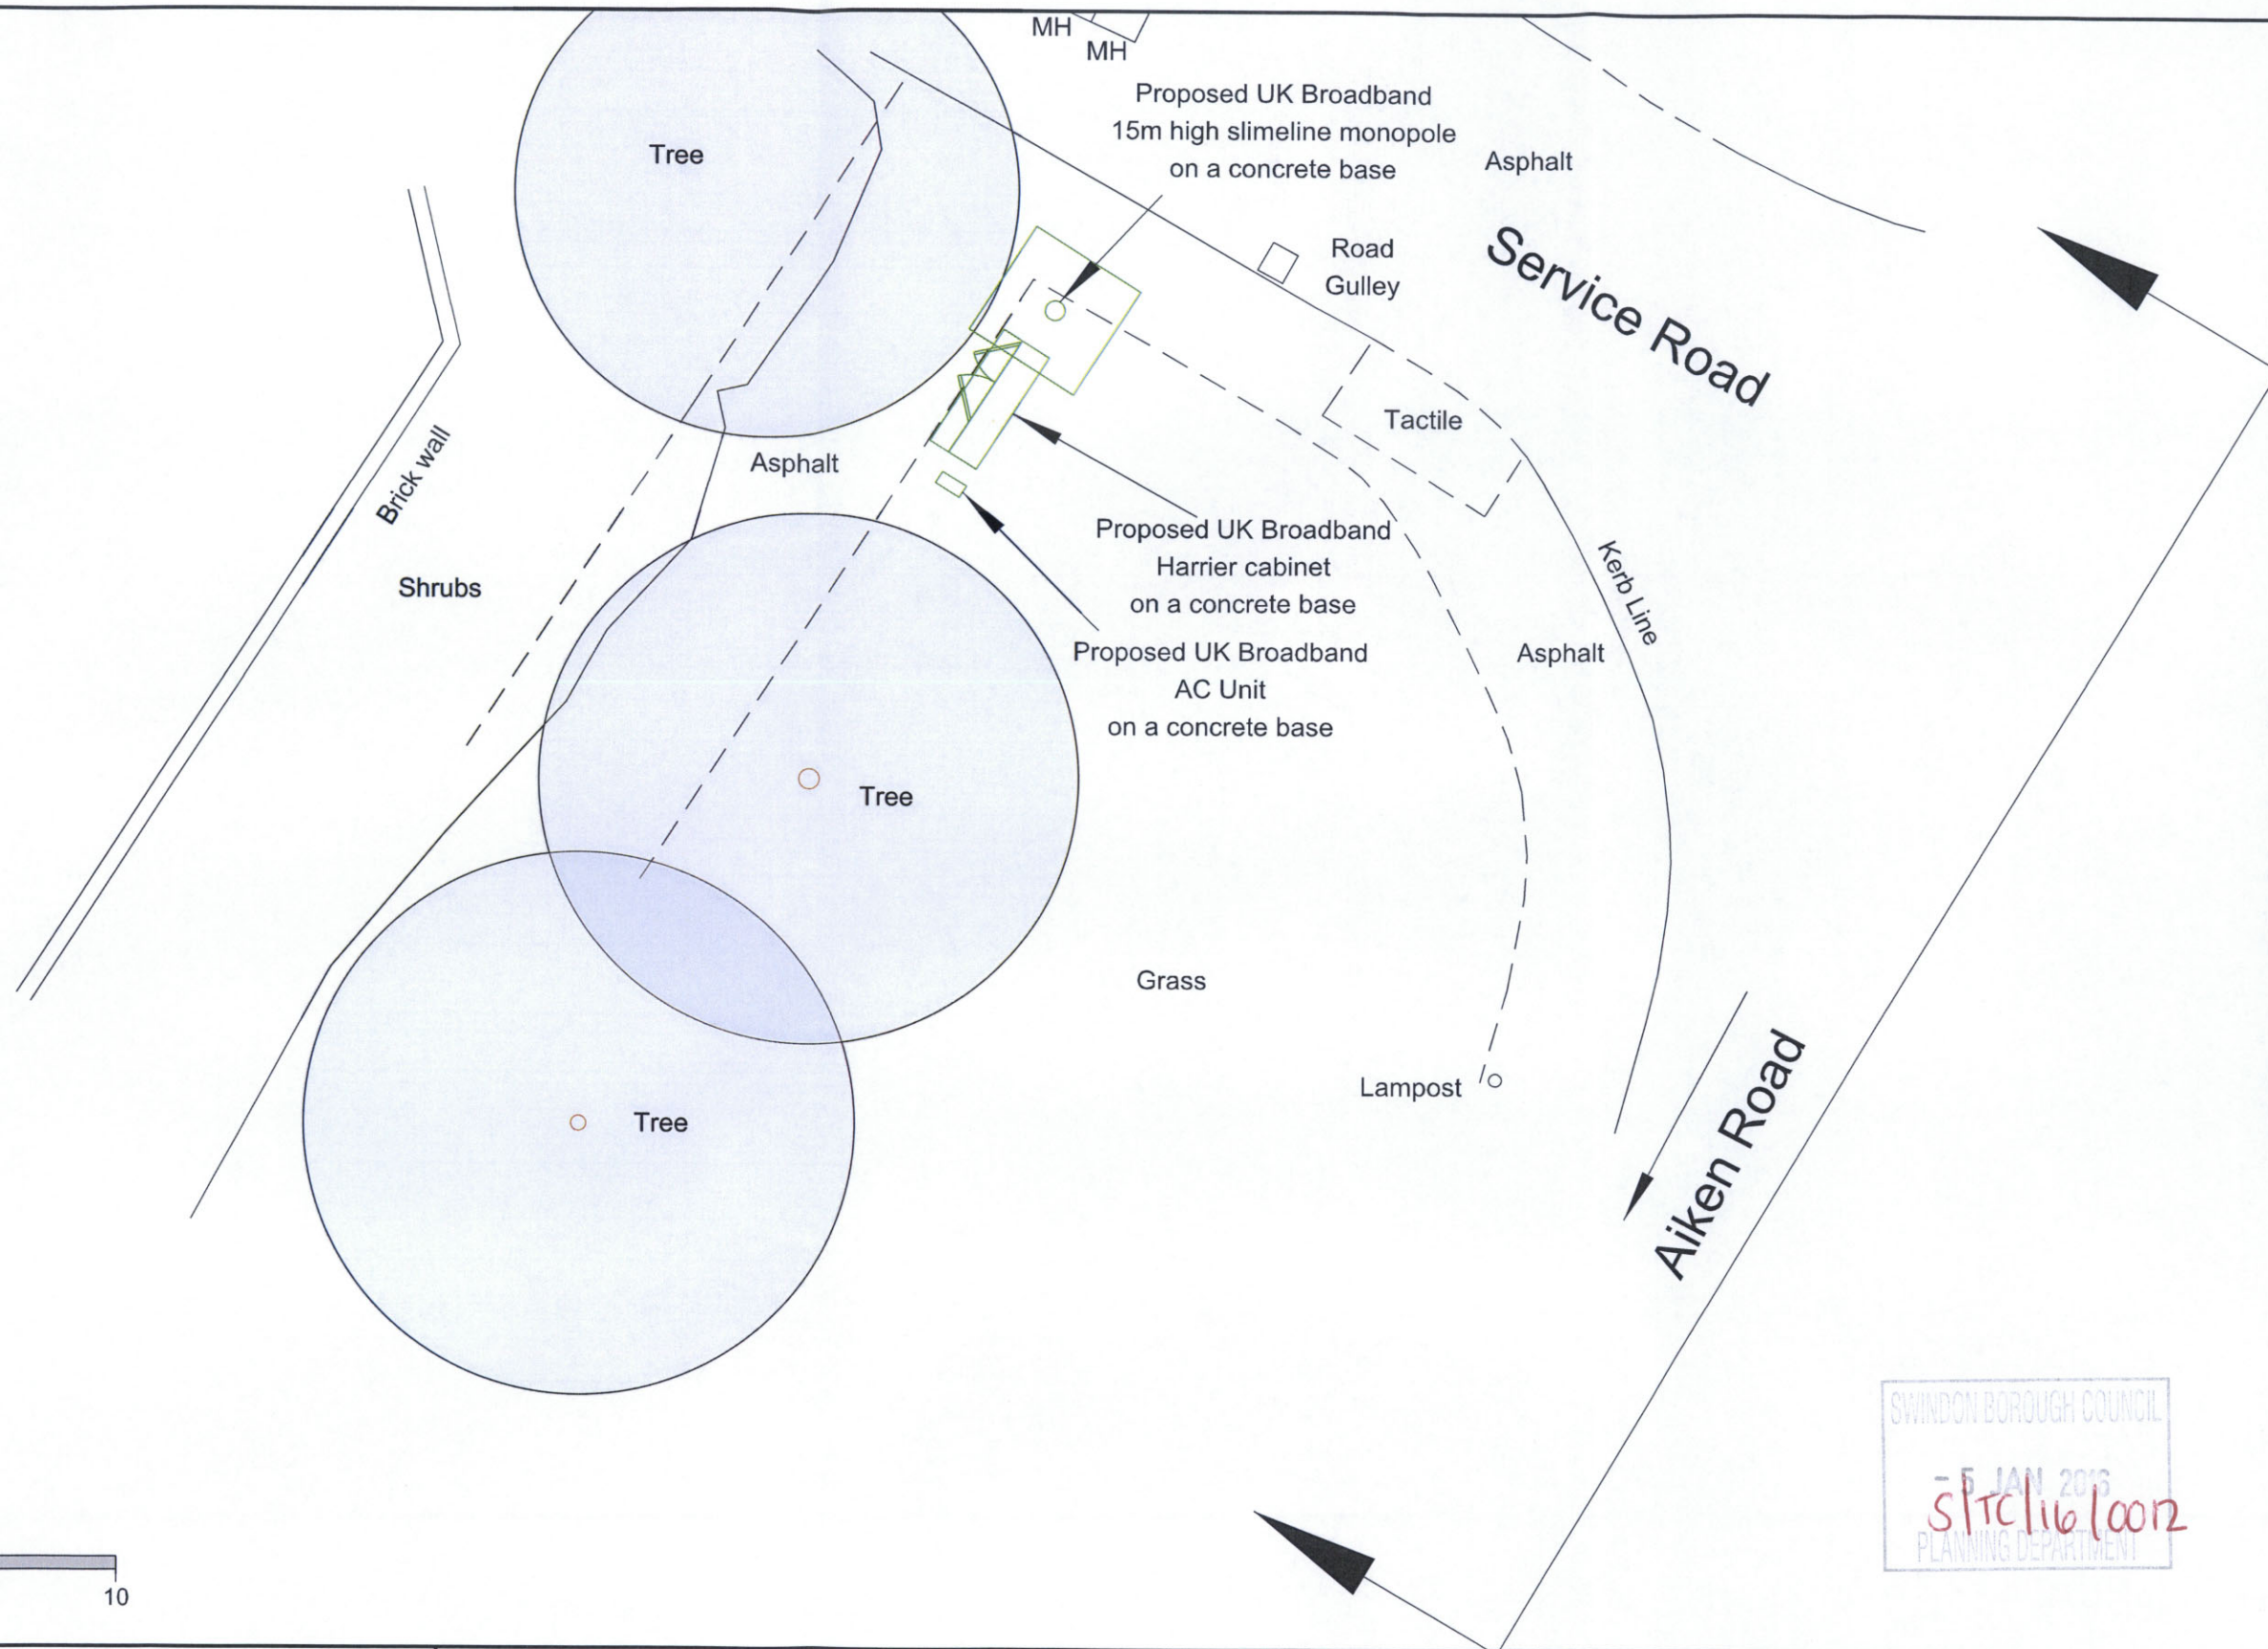 MH
MH
Proposed UK Broadband
15m high slimeline monopole
on a concrete base
Tree
Asphalt
Road
Gulley
Service Road
Tactile
Brick wall
Asphalt
Proposed UK Broadband
Harrier cabinet
on a concrete base
Kerb Line
Shrubs
Proposed UK Broadband
AC Unit
on a concrete base
Asphalt
Tree
Grass
Lampost
Tree
Aiken Road
SWINDON BOROUGH COUNCIL
- 5 JAN 2016
S/TC/16/0012
PLANNING DEPARTMENT
10